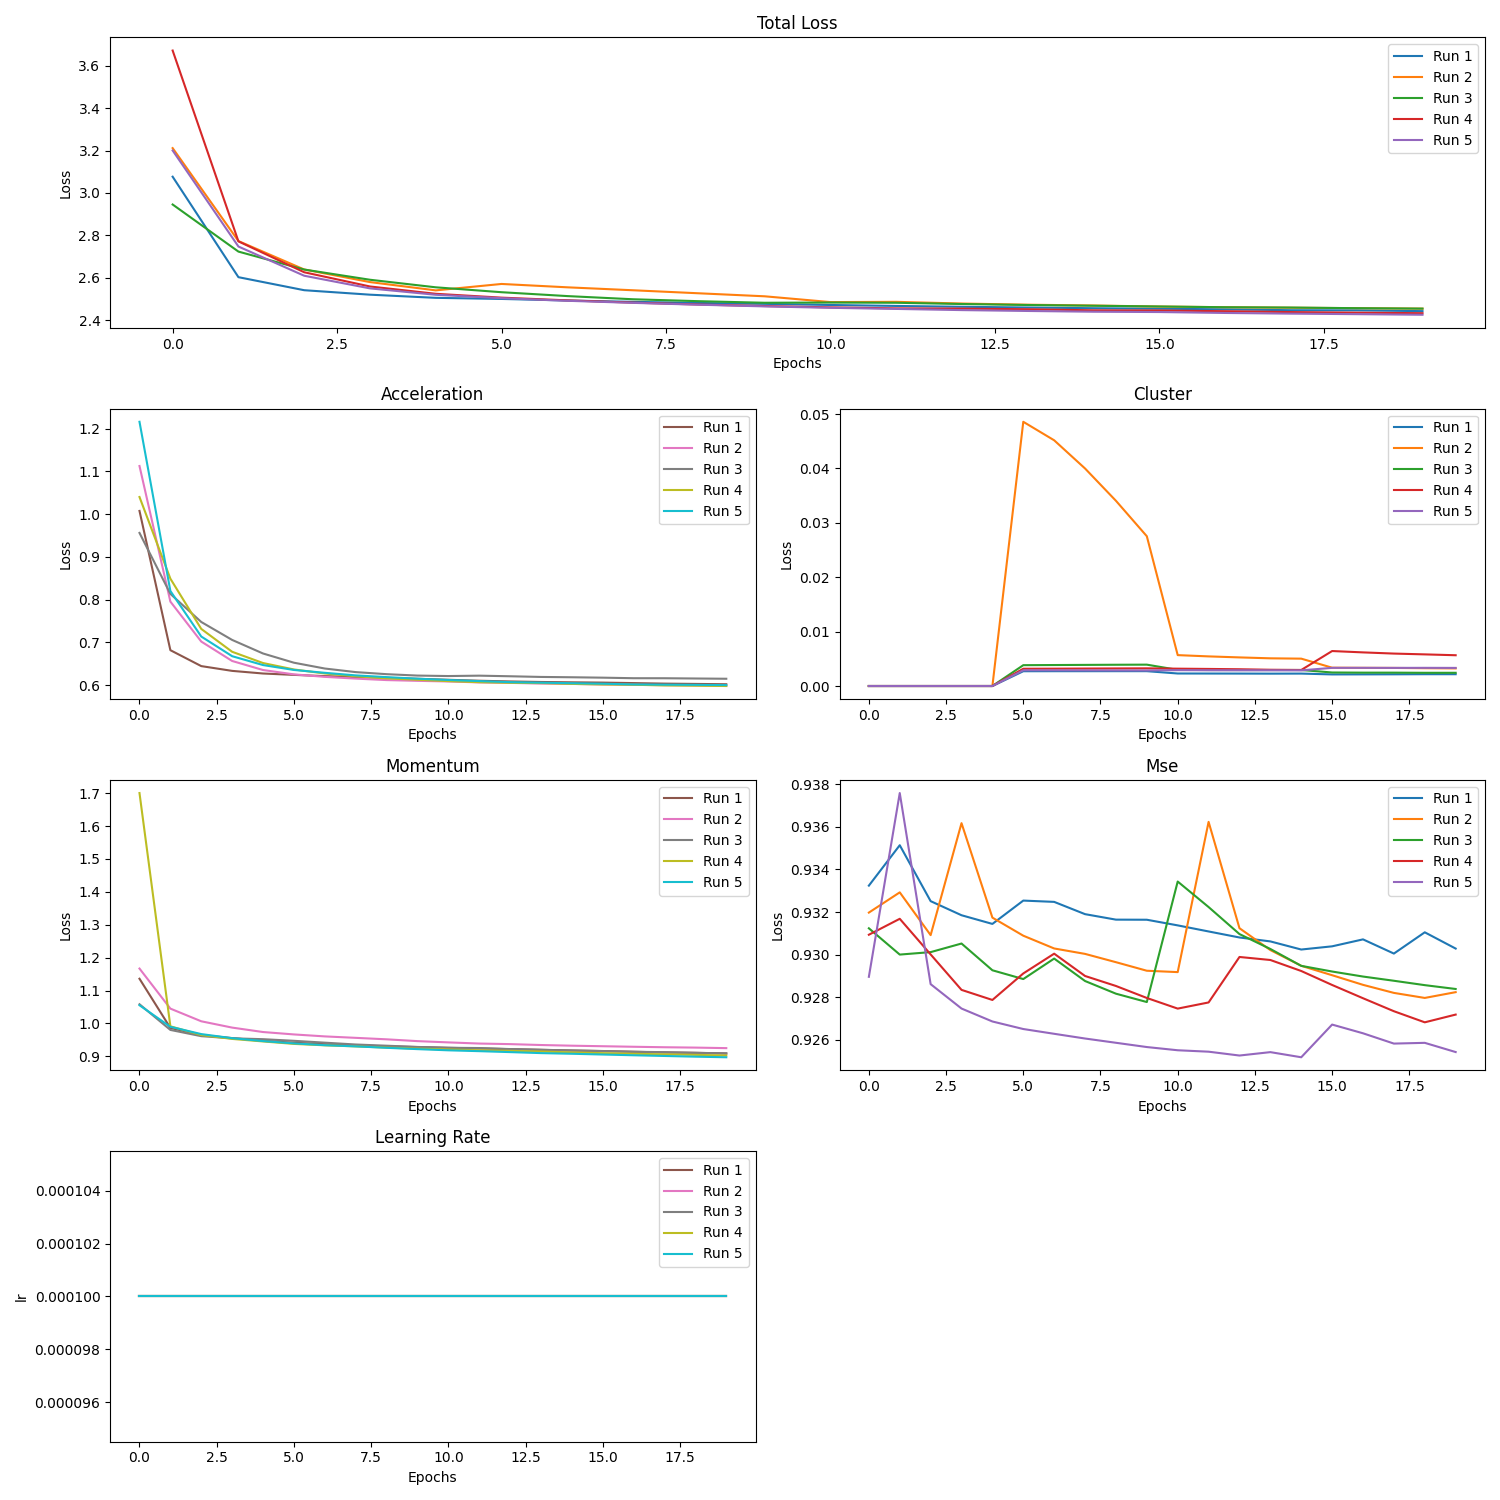 Total Loss
Loss
3.6
3.4
3.2
3.0
2.8
2.6
2.4
0.0 2.5 5.0 7.5 10.0 12.5 15.0 17.5
Epochs
Run 1
Run 2
Run 3
Run 4
Run 5
Acceleration
Loss
1.2
1.1
1.0
0.9
0.8
0.7
0.6
0.0 2.5 5.0 7.5 10.0 12.5 15.0 17.5
Epochs
Run 1
Run 2
Run 3
Run 4
Run 5
Cluster
Loss
0.05
0.04
0.03
0.02
0.01
0.00
0.0 2.5 5.0 7.5 10.0 12.5 15.0 17.5
Epochs
Run 1
Run 2
Run 3
Run 4
Run 5
Momentum
Loss
1.7
1.6
1.5
1.4
1.3
1.2
1.1
1.0
0.9
0.0 2.5 5.0 7.5 10.0 12.5 15.0 17.5
Epochs
Run 1
Run 2
Run 3
Run 4
Run 5
Mse
Loss
0.938
0.936
0.934
0.932
0.930
0.928
0.926
0.0 2.5 5.0 7.5 10.0 12.5 15.0 17.5
Epochs
Run 1
Run 2
Run 3
Run 4
Run 5
Learning Rate
lr
0.000104
0.000102
0.000100
0.000098
0.000096
0.0 2.5 5.0 7.5 10.0 12.5 15.0 17.5
Epochs
Run 1
Run 2
Run 3
Run 4
Run 5